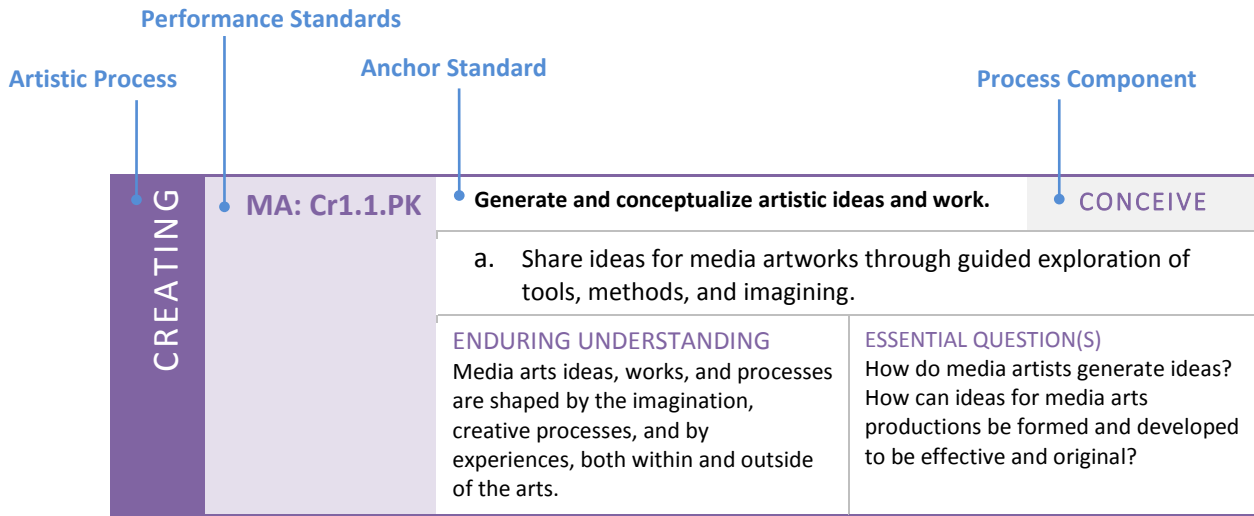 Performance Standards
Anchor Standard
Artistic Process
Process Component
CREATING
MA: Cr1.1.PK
Generate and conceptualize artistic ideas and work.
CONCEIVE
a. Share ideas for media artworks through guided exploration of
tools, methods, and imagining.
ENDURING UNDERSTANDING
Media arts ideas, works, and processes
are shaped by the imagination,
creative processes, and by
experiences, both within and outside
of the arts.
ESSENTIAL QUESTION(S)
How do media artists generate ideas?
How can ideas for media arts
productions be formed and developed
to be effective and original?